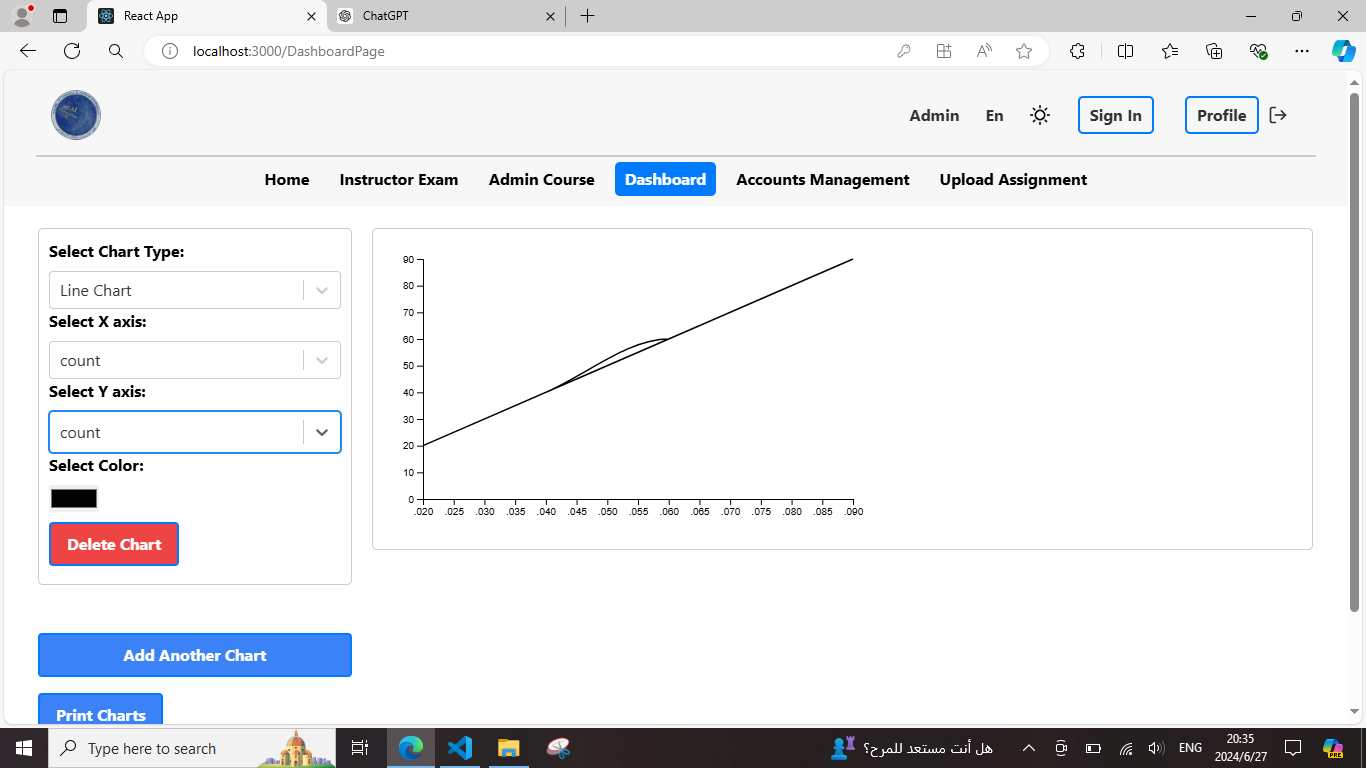 React App
ChatGPT
localhost:3000/DashboardPage
Admin
En
Sign In
Profile
Home
Instructor Exam
Admin Course
Dashboard
Accounts Management
Upload Assignment
Select Chart Type:
Line Chart
Select X axis:
count
Select Y axis:
count
Select Color:
Delete Chart
Add Another Chart
Print Charts
90
80
70
60
50
40
30
20
10
0
.020 .025 .030 .035 .040 .045 .050 .055 .060 .065 .070 .075 .080 .085 .090
Type here to search
هل أنت مستعد للمرح؟
ENG
20:35
2024/6/27
PRE